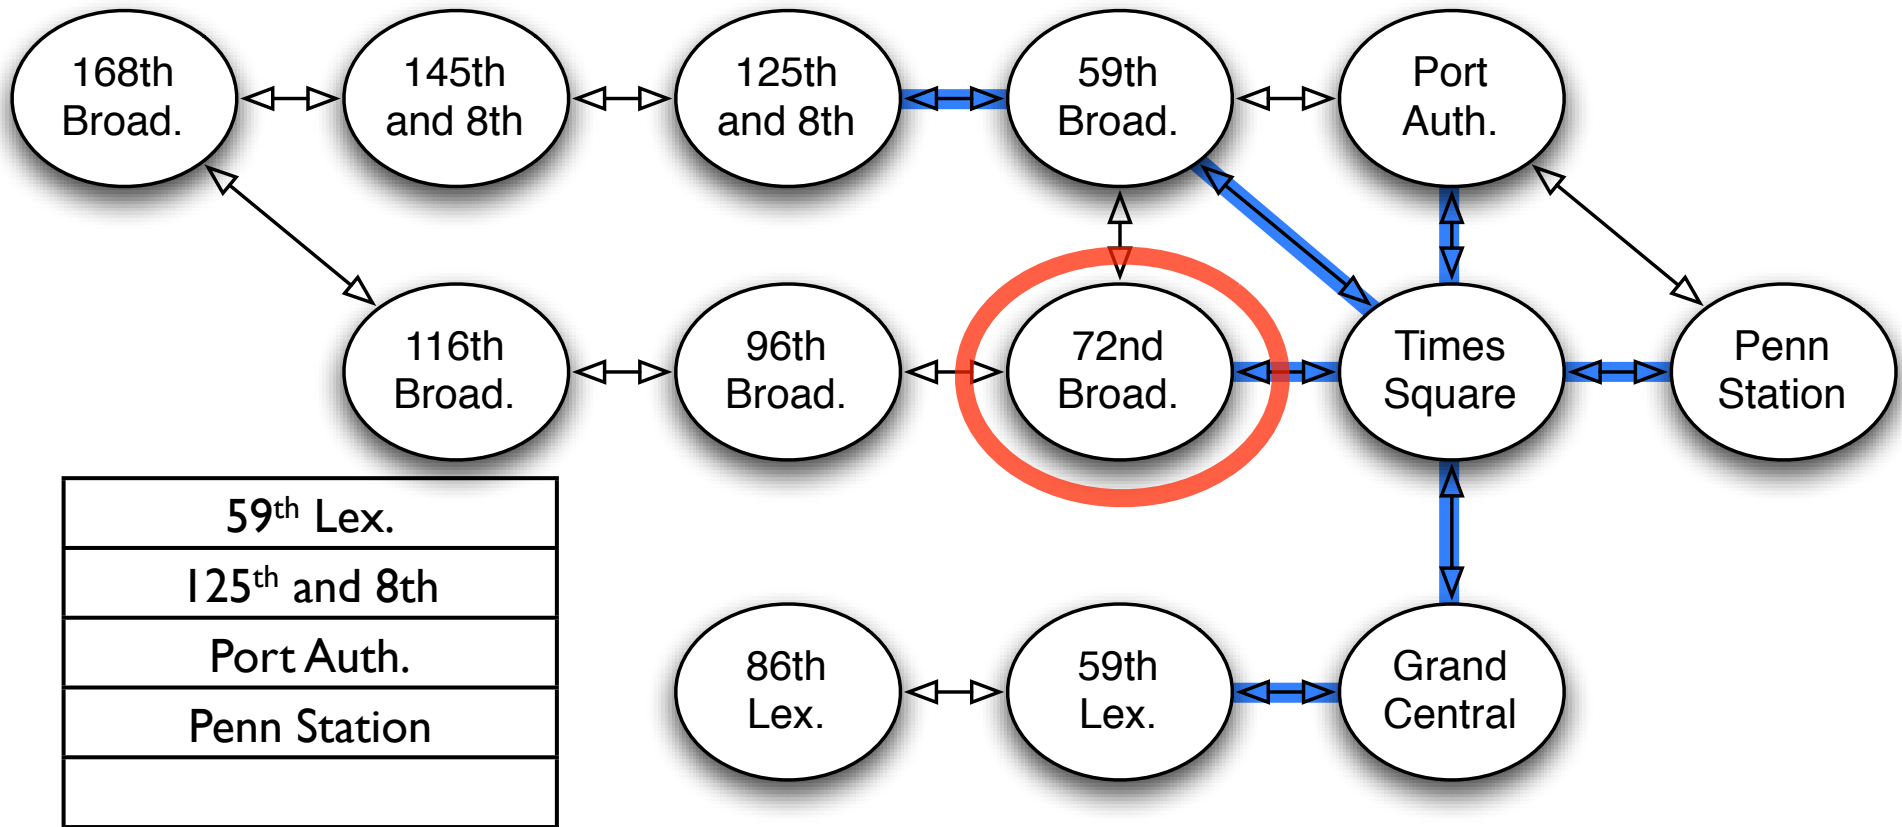 168th
Broad.
145th
and 8th
125th
and 8th
59th
Broad.
Port
Auth.
116th
Broad.
96th
Broad.
72nd
Broad.
Times
Square
Penn
Station
59th Lex.
125th and 8th
Port Auth.
Penn Station
86th
Lex.
59th
Lex.
Grand
Central